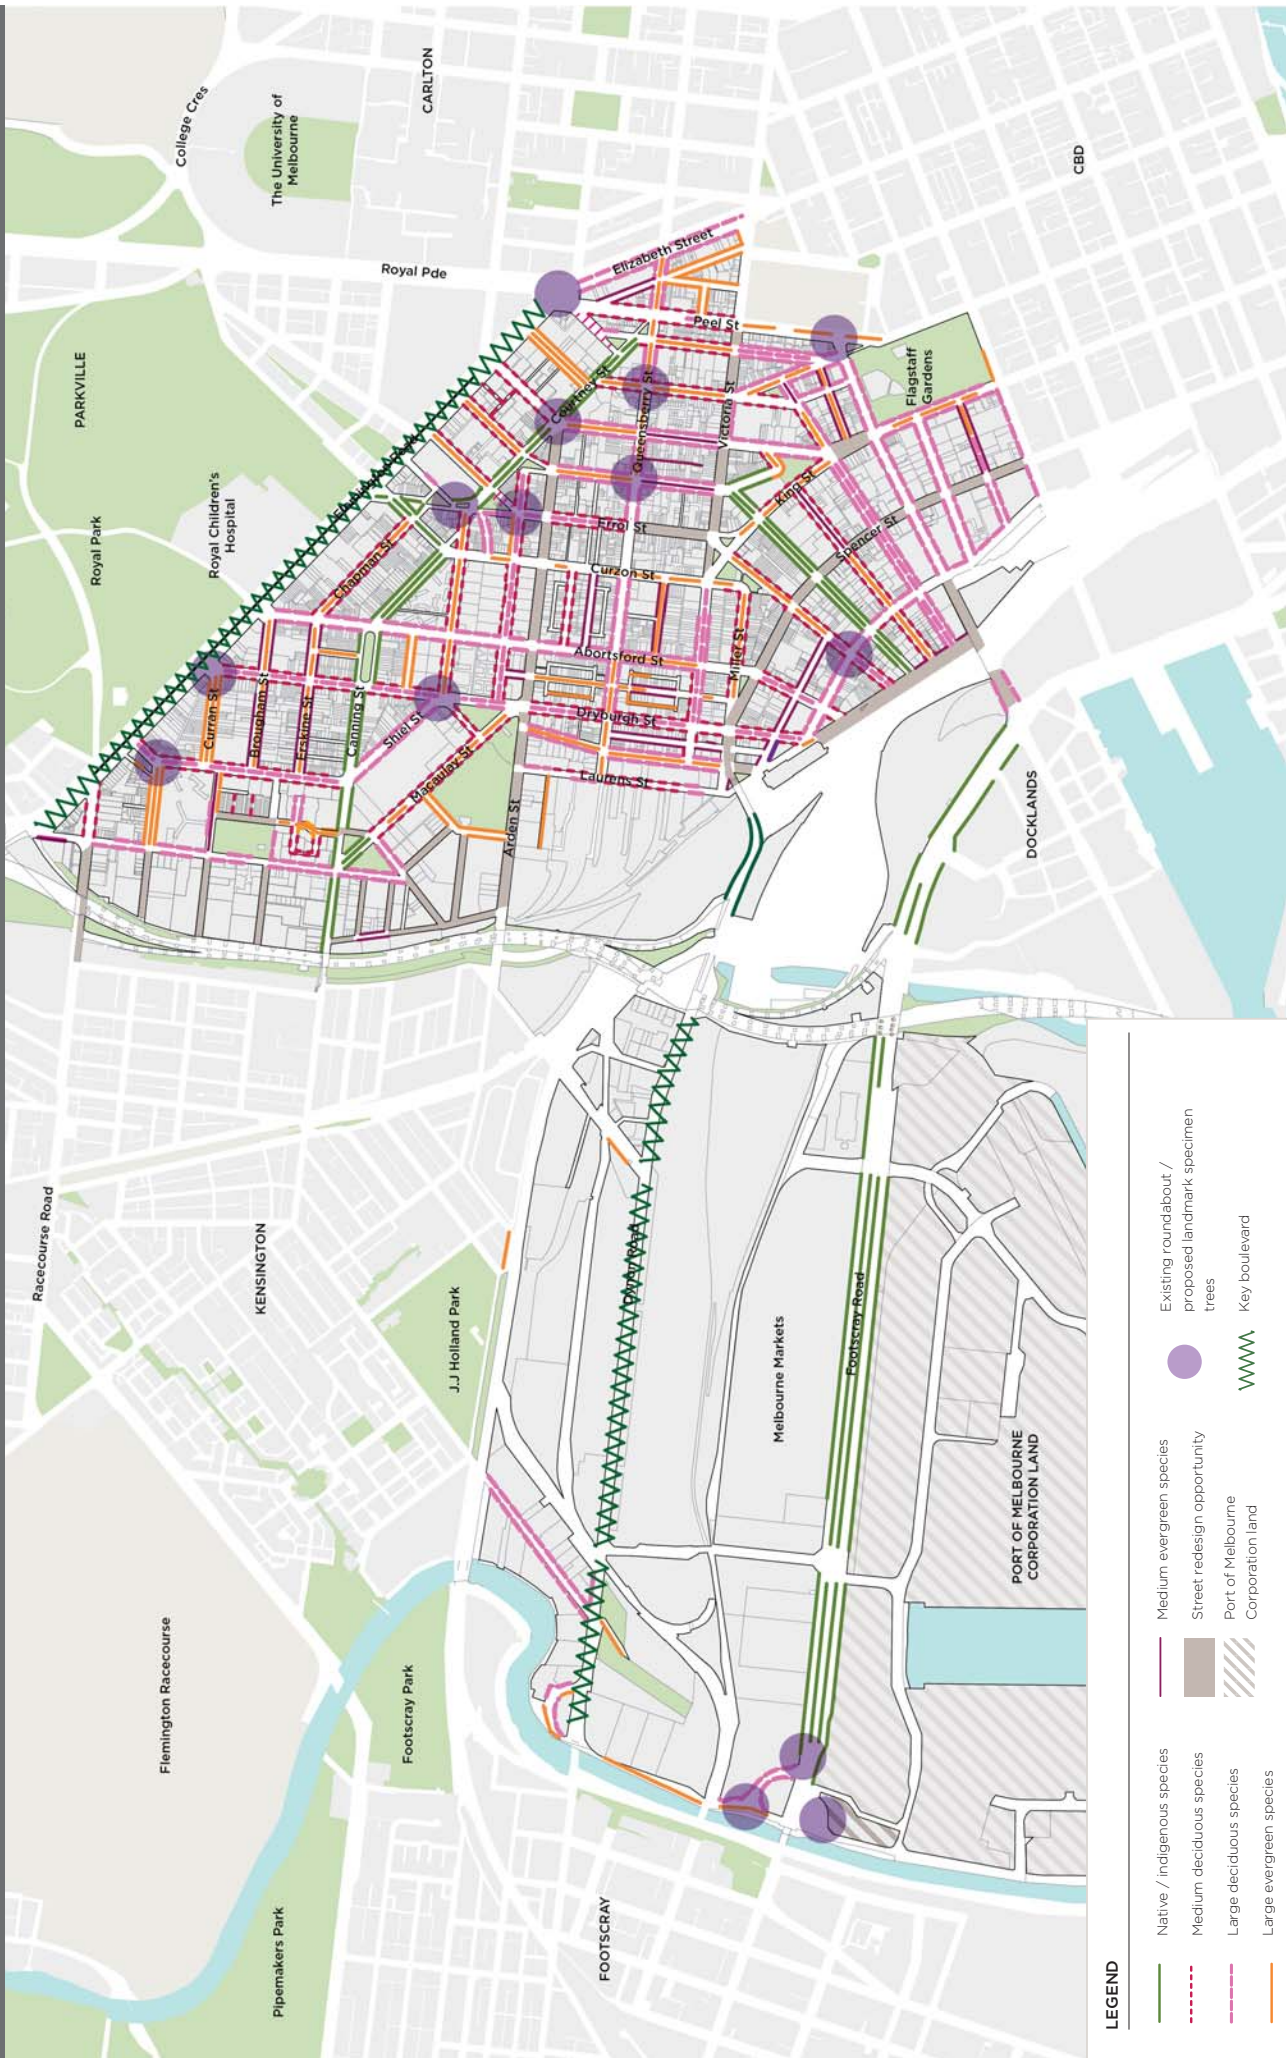 Flemington Racecourse
Racecourse Road
PARKVILLE
College Cres
Royal Park
The University of
Melbourne
KENSINGTON
Royal Children's
Hospital
CARLTON
Pipemakers Park
Footscray Park
J.J Holland Park
Royal Pde
Curran St
Brougham St
Erskine St
Canning St
Shiel St
Macaulay St
Arden St
Chapman St
Courtney St
Elizabeth Street
Peel St
Queensberry St
Victoria St
Errol St
Curzon St
Abortsford St
Dryburgh St
Laurens St
Miller St
King St
Spencer St
Flagstaff
Gardens
CBD
FOOTSCRAY
Melbourne Markets
Footscray Road
DOCKLANDS
PORT OF MELBOURNE
CORPORATION LAND
LEGEND
Native / indigenous species
Medium deciduous species
Large deciduous species
Large evergreen species
Medium evergreen species
Street redesign opportunity
Port of Melbourne
Corporation land
Existing roundabout /
proposed landmark specimen
trees
Key boulevard